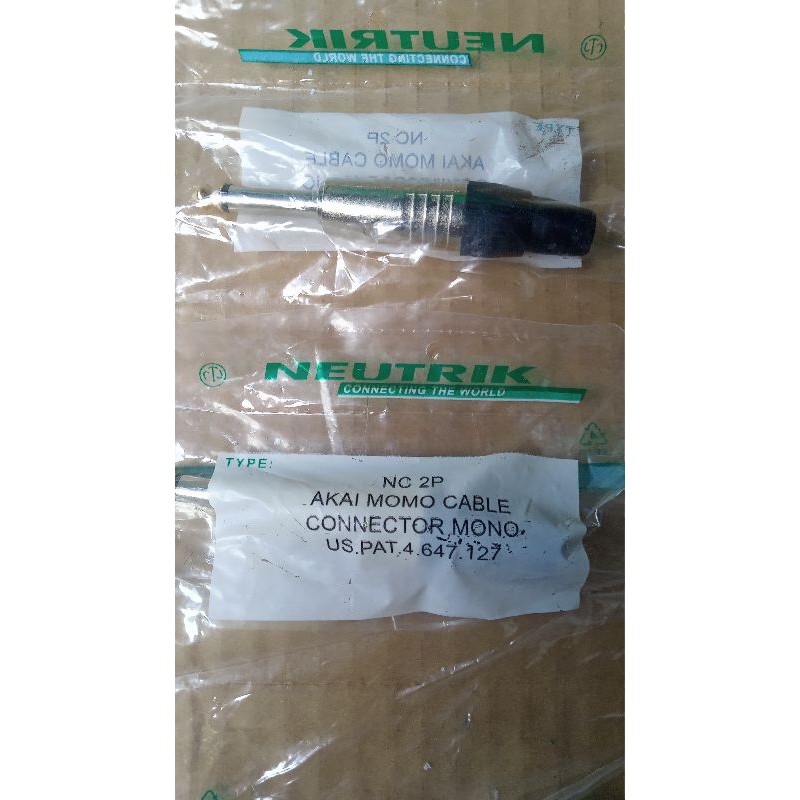 NEUTRIK
CONNECTING THE WORLD
TYPE:
NC 2P
AKAI MOMO CABLE
NEUTRIK
CONNECTING THE WORLD
TYPE:
NC 2P
AKAI MOMO CABLE
CONNECTOR MONO
US.PAT.4.647.127